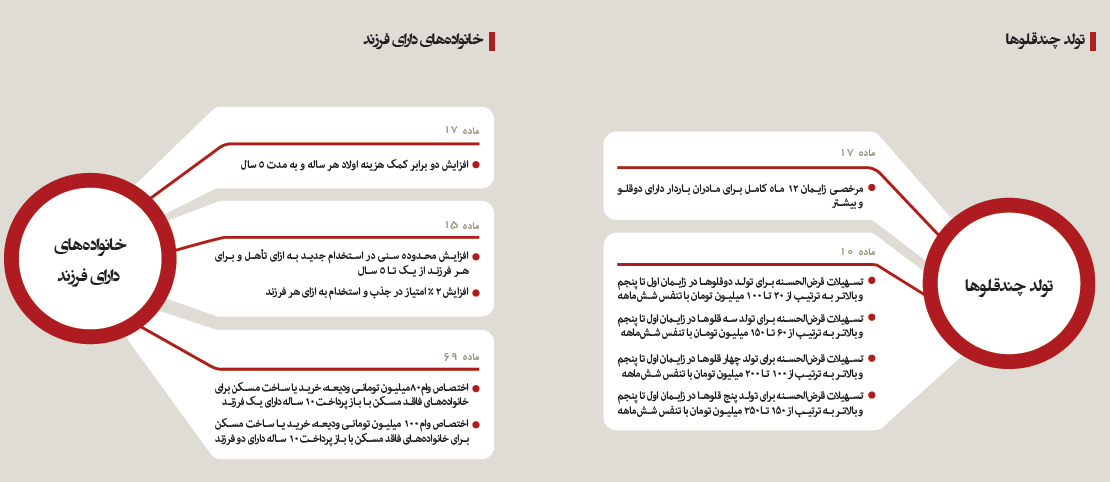 تولد چندقلوها
ماده ۱۷
مرخصی زایمان ۱۲ ماه کامل برای مادران باردار دارای دوقلو
و بیشتر
ماده ۱۰
تسهیلات قرض‌الحسنه برای تولد دوقلوها در زایمان اول تا پنجم
و بالاتر به ترتیب از ۳۰ تا ۱۰۰ میلیون تومان با تنفس شش‌ماهه
تسهیلات قرض‌الحسنه برای تولد سه قلوها در زایمان اول تا پنجم
و بالاتر به ترتیب از ۶۰ تا ۱۵۰ میلیون تومان با تنفس شش‌ماهه
تسهیلات قرض‌الحسنه برای تولد چهار قلوها در زایمان اول تا پنجم
و بالاتر به ترتیب از ۱۰۰ تا ۲۰۰ میلیون تومان با تنفس شش‌ماهه
تسهیلات قرض‌الحسنه برای تولد پنج قلوها در زایمان اول تا پنجم
و بالاتر به ترتیب از ۱۵۰ تا ۲۵۰ میلیون تومان با تنفس شش‌ماهه
تولد چندقلوها
خانواده‌های دارای فرزند
ماده ۱۷
افزایش دو برابر کمک هزینه اولاد هر ساله و به مدت ۵ سال
ماده ۱۵
افزایش محدوده سنی در استخدام جدید به ازای تأهل و برای
هر فرزند از یک تا ۵ سال
افزایش ۲ ٪ امتیاز در جذب و استخدام به ازای هر فرزند
ماده ۶۹
اختصاص وام ۸۰میلیون تومانی ودیعه، خرید یا ساخت مسکن برای
خانواده‌های فاقد مسکن با باز پرداخت ۱۰ ساله دارای یک فرزند
اختصاص وام ۱۰۰ میلیون تومانی ودیعه، خرید یا ساخت مسکن
برای خانواده‌های فاقد مسکن با باز پرداخت ۱۰ ساله دارای دو فرزند
خانواده‌های
دارای فرزند